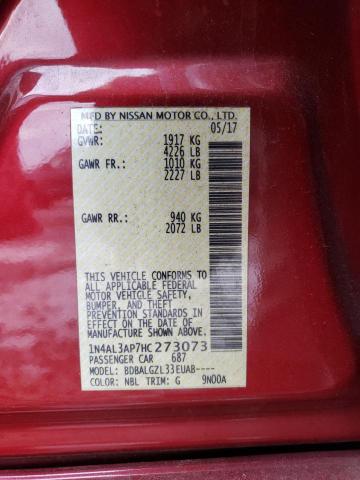 MFD BY NISSAN MOTOR CO., LTD.
DATE: 05/17
GVWR: 1917 KG
4226 LB
GAWR FR: 1010 KG
2227 LB
GAWR RR: 940 KG
2072 LB
THIS VEHICLE CONFORMS TO
ALL APPLICABLE FEDERAL
MOTOR VEHICLE SAFETY,
BUMPER, AND THEFT
PREVENTION STANDARDS IN
EFFECT ON THE DATE OF
MANUFACTURE SHOWN ABOVE.
1N4AL3AP7HC273073
PASSENGER CAR 687
MODEL: BDBALGZL33EUAB----
COLOR: NBL TRIM: G 9N00A